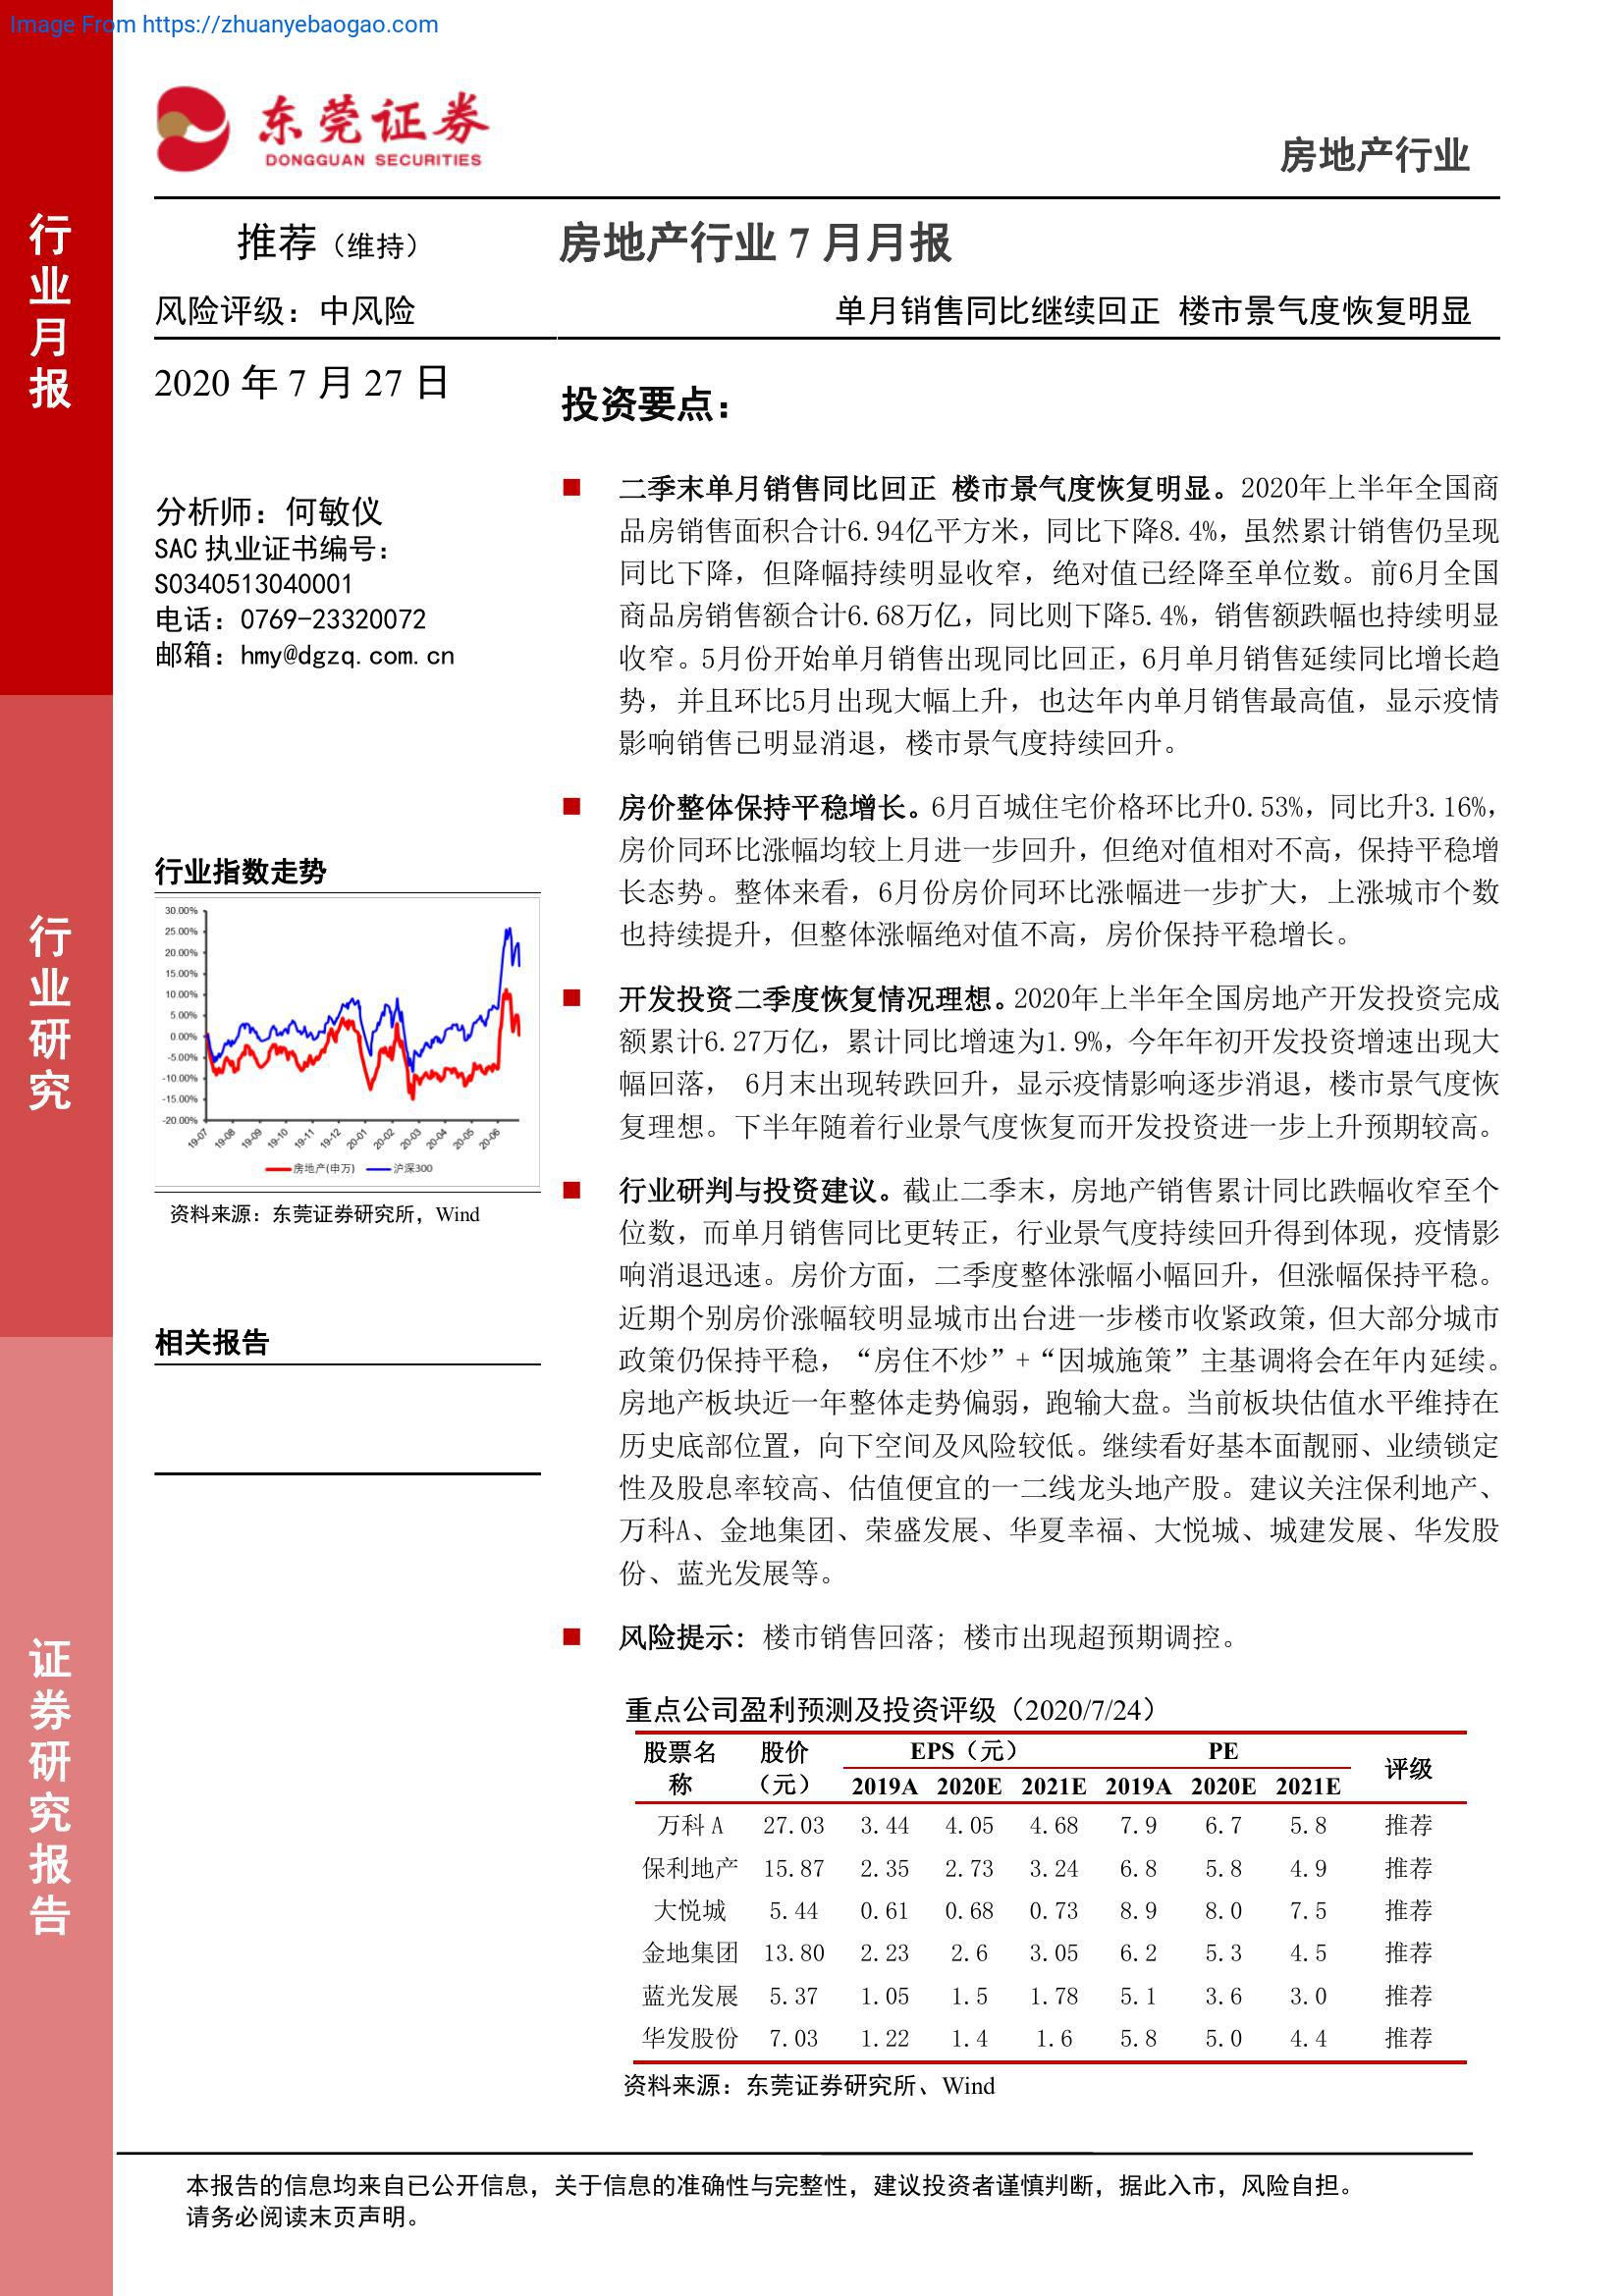 Image From https://zhuanyebaogao.com
东莞证券
DONGGUAN SECURITIES
房地产行业
行业月报
行业研究
证券研究报告
推荐（维持）
风险评级：中风险
2020 年 7 月 27 日
分析师：何敏仪
SAC 执业证书编号：
S0340513040001
电话：0769-23320072
邮箱：hmy@dgzq.com.cn
行业指数走势
30.00%
25.00%
20.00%
15.00%
10.00%
5.00%
0.00%
-5.00%
-10.00%
-15.00%
-20.00%
19-07 19-08 19-09 19-10 19-11 19-12 20-01 20-02 20-03 20-04 20-05 20-06
房地产(申万) 沪深300
资料来源：东莞证券研究所，Wind
相关报告
房地产行业 7 月月报
单月销售同比继续回正 楼市景气度恢复明显
投资要点：
■ 二季末单月销售同比回正 楼市景气度恢复明显。2020年上半年全国商
品房销售面积合计6.94亿平方米，同比下降8.4%，虽然累计销售仍呈现
同比下降，但降幅持续明显收窄，绝对值已经降至单位数。前6月全国
商品房销售额合计6.68万亿，同比则下降5.4%，销售额跌幅也持续明显
收窄。5月份开始单月销售出现同比回正，6月单月销售延续同比增长趋
势，并且环比5月出现大幅上升，也达年内单月销售最高值，显示疫情
影响销售已明显消退，楼市景气度持续回升。
■ 房价整体保持平稳增长。6月百城住宅价格环比升0.53%，同比升3.16%，
房价同环比涨幅均较上月进一步回升，但绝对值相对不高，保持平稳增
长态势。整体来看，6月份房价同环比涨幅进一步扩大，上涨城市个数
也持续提升，但整体涨幅绝对值不高，房价保持平稳增长。
■ 开发投资二季度恢复情况理想。2020年上半年全国房地产开发投资完成
额累计6.27万亿，累计同比增速为1.9%，今年年初开发投资增速出现大
幅回落， 6月末出现转跌回升，显示疫情影响逐步消退，楼市景气度恢
复理想。下半年随着行业景气度恢复而开发投资进一步上升预期较高。
■ 行业研判与投资建议。截止二季末，房地产销售累计同比跌幅收窄至个
位数，而单月销售同比更转正，行业景气度持续回升得到体现，疫情影
响消退迅速。房价方面，二季度整体涨幅小幅回升，但涨幅保持平稳。
近期个别房价涨幅较明显城市出台进一步楼市收紧政策，但大部分城市
政策仍保持平稳，“房住不炒”+“因城施策”主基调将会在年内延续。
房地产板块近一年整体走势偏弱，跑输大盘。当前板块估值水平维持在
历史底部位置，向下空间及风险较低。继续看好基本面靓丽、业绩锁定
性及股息率较高、估值便宜的一二线龙头地产股。建议关注保利地产、
万科A、金地集团、荣盛发展、华夏幸福、大悦城、城建发展、华发股
份、蓝光发展等。
■ 风险提示：楼市销售回落；楼市出现超预期调控。
重点公司盈利预测及投资评级（2020/7/24）
股票名称 股价（元） EPS（元） PE 评级
2019A 2020E 2021E 2019A 2020E 2021E
万科 A 27.03 3.44 4.05 4.68 7.9 6.7 5.8 推荐
保利地产 15.87 2.35 2.73 3.24 6.8 5.8 4.9 推荐
大悦城 5.44 0.61 0.68 0.73 8.9 8.0 7.5 推荐
金地集团 13.80 2.23 2.6 3.05 6.2 5.3 4.5 推荐
蓝光发展 5.37 1.05 1.5 1.78 5.1 3.6 3.0 推荐
华发股份 7.03 1.22 1.4 1.6 5.8 5.0 4.4 推荐
资料来源：东莞证券研究所、Wind
本报告的信息均来自已公开信息，关于信息的准确性与完整性，建议投资者谨慎判断，据此入市，风险自担。
请务必阅读末页声明。